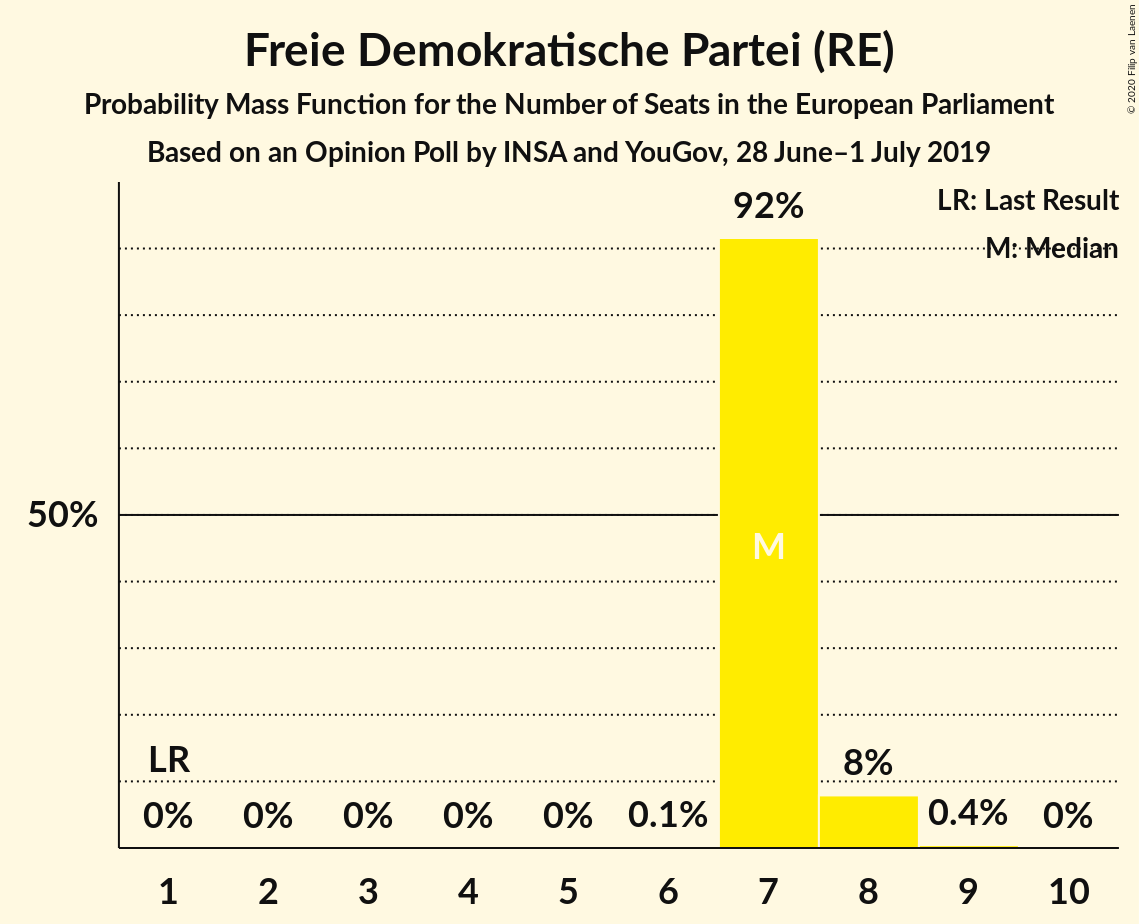 Freie Demokratische Partei (RE)
Probability Mass Function for the Number of Seats in the European Parliament
Based on an Opinion Poll by INSA and YouGov, 28 June–1 July 2019
© 2020 Filip van Laenen
LR: Last Result
M: Median
92%
50%
M
LR
8%
0% 0% 0% 0% 0% 0.1% 0.4% 0%
1 2 3 4 5 6 7 8 9 10